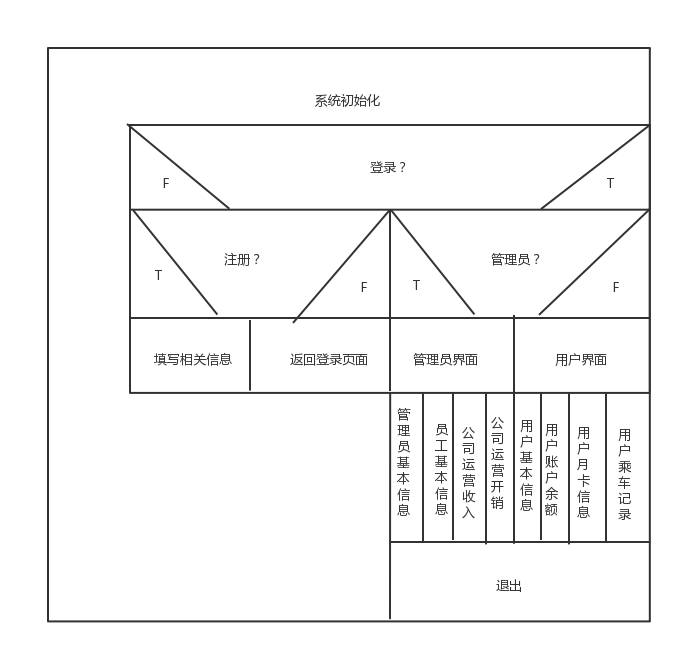 系统初始化
登录？
F
T
注册？
管理员？
T
F
T
F
填写相关信息
返回登录页面
管理员界面
用户界面
管理员基本信息
员工基本信息
公司运营收入
公司运营开销
用户基本信息
用户账户余额
用户月卡信息
用户乘车记录
退出